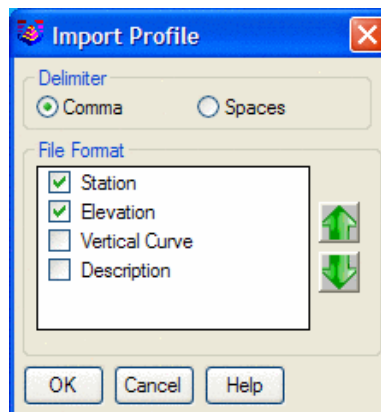 Import Profile
Delimiter
Comma Spaces
File Format
Station
Elevation
Vertical Curve
Description
OK Cancel Help